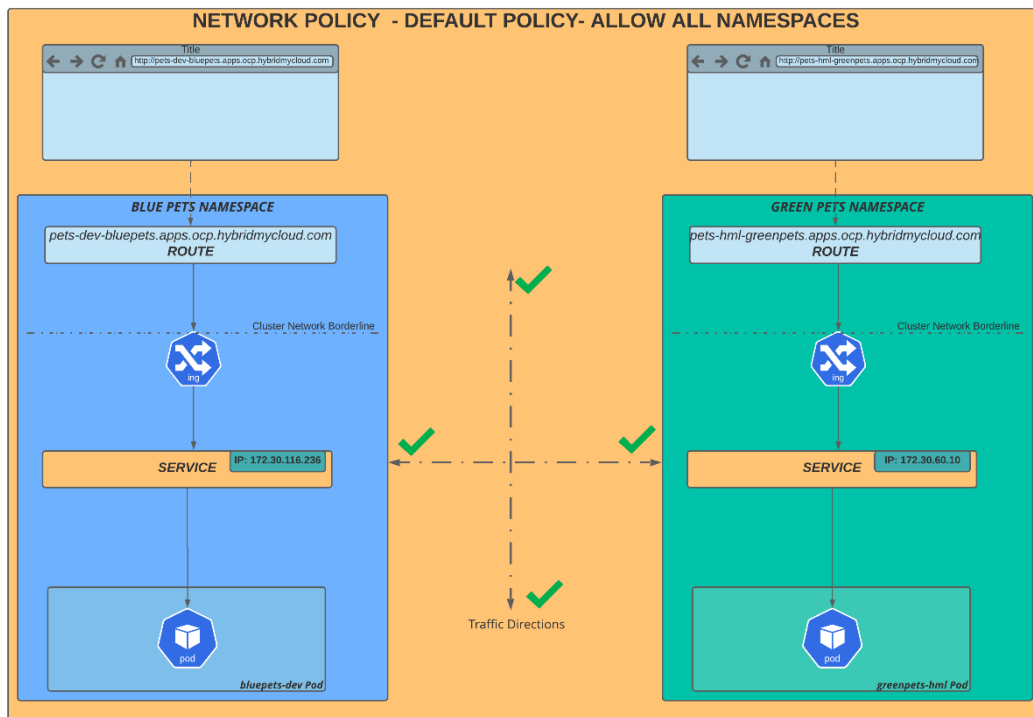 NETWORK POLICY - DEFAULT POLICY- ALLOW ALL NAMESPACES
Title
http://pets-dev-bluepets.apps.ocp.hybridmycloud.com
Title
http://pets-hml-greenpets.apps.ocp.hybridmycloud.com
BLUE PETS NAMESPACE
pets-dev-bluepets.apps.ocp.hybridmycloud.com
ROUTE
Cluster Network Borderline
ing
SERVICE
IP: 172.30.116.236
pod
bluepets-dev Pod
Traffic Directions
GREEN PETS NAMESPACE
pets-hml-greenpets.apps.ocp.hybridmycloud.com
ROUTE
Cluster Network Borderline
ing
SERVICE
IP: 172.30.60.10
pod
greenpets-hml Pod